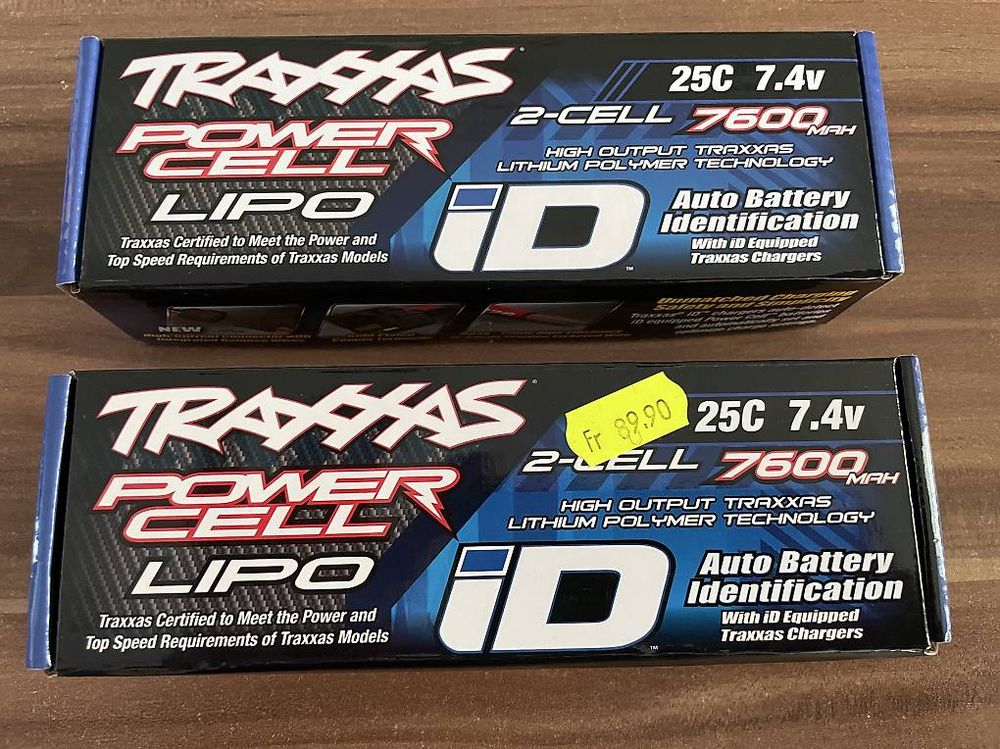 TRAXXAS
25C 7.4v
POWER
CELL
2-CELL 7600 MAH
HIGH OUTPUT TRAXXAS
LITHIUM POLYMER TECHNOLOGY
LIPO
iD
TM
Auto Battery
Identification
With iD Equipped
Traxxas Chargers
Traxxas Certified to Meet the Power and
Top Speed Requirements of Traxxas Models
NEW
TRAXXAS
Fr 89.90
25C 7.4v
POWER
CELL
2-CELL 7600 MAH
HIGH OUTPUT TRAXXAS
LITHIUM POLYMER TECHNOLOGY
LIPO
iD
TM
Auto Battery
Identification
With iD Equipped
Traxxas Chargers
Traxxas Certified to Meet the Power and
Top Speed Requirements of Traxxas Models